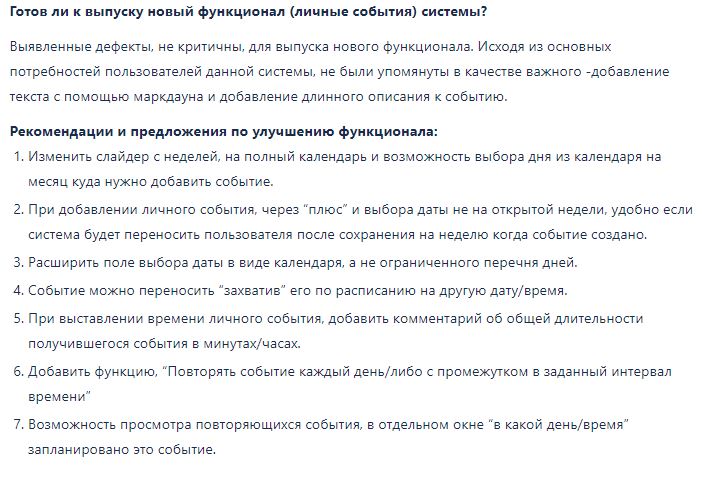 Готов ли к выпуску новый функционал (личные события) системы?
Выявленные дефекты, не критичны, для выпуска нового функционала. Исходя из основных
потребностей пользователей данной системы, не были упомянуты в качестве важного -добавление
текста с помощью маркдауна и добавление длинного описания к событию.
Рекомендации и предложения по улучшению функционала:
1. Изменить слайдер с неделей, на полный календарь и возможность выбора дня из календаря на
месяц куда нужно добавить событие.
2. При добавлении личного события, через “плюс” и выбора даты не на открытой недели, удобно если
система будет переносить пользователя после сохранения на неделю когда событие создано.
3. Расширить поле выбора даты в виде календаря, а не ограниченного перечня дней.
4. Событие можно переносить “захватив” его по расписанию на другую дату/время.
5. При выставлении времени личного события, добавить комментарий об общей длительности
получившегося события в минутах/часах.
6. Добавить функцию, “Повторять событие каждый день/либо с промежутком в заданный интервал
времени”
7. Возможность просмотра повторяющихся события, в отдельном окне “в какой день/время”
запланировано это событие.